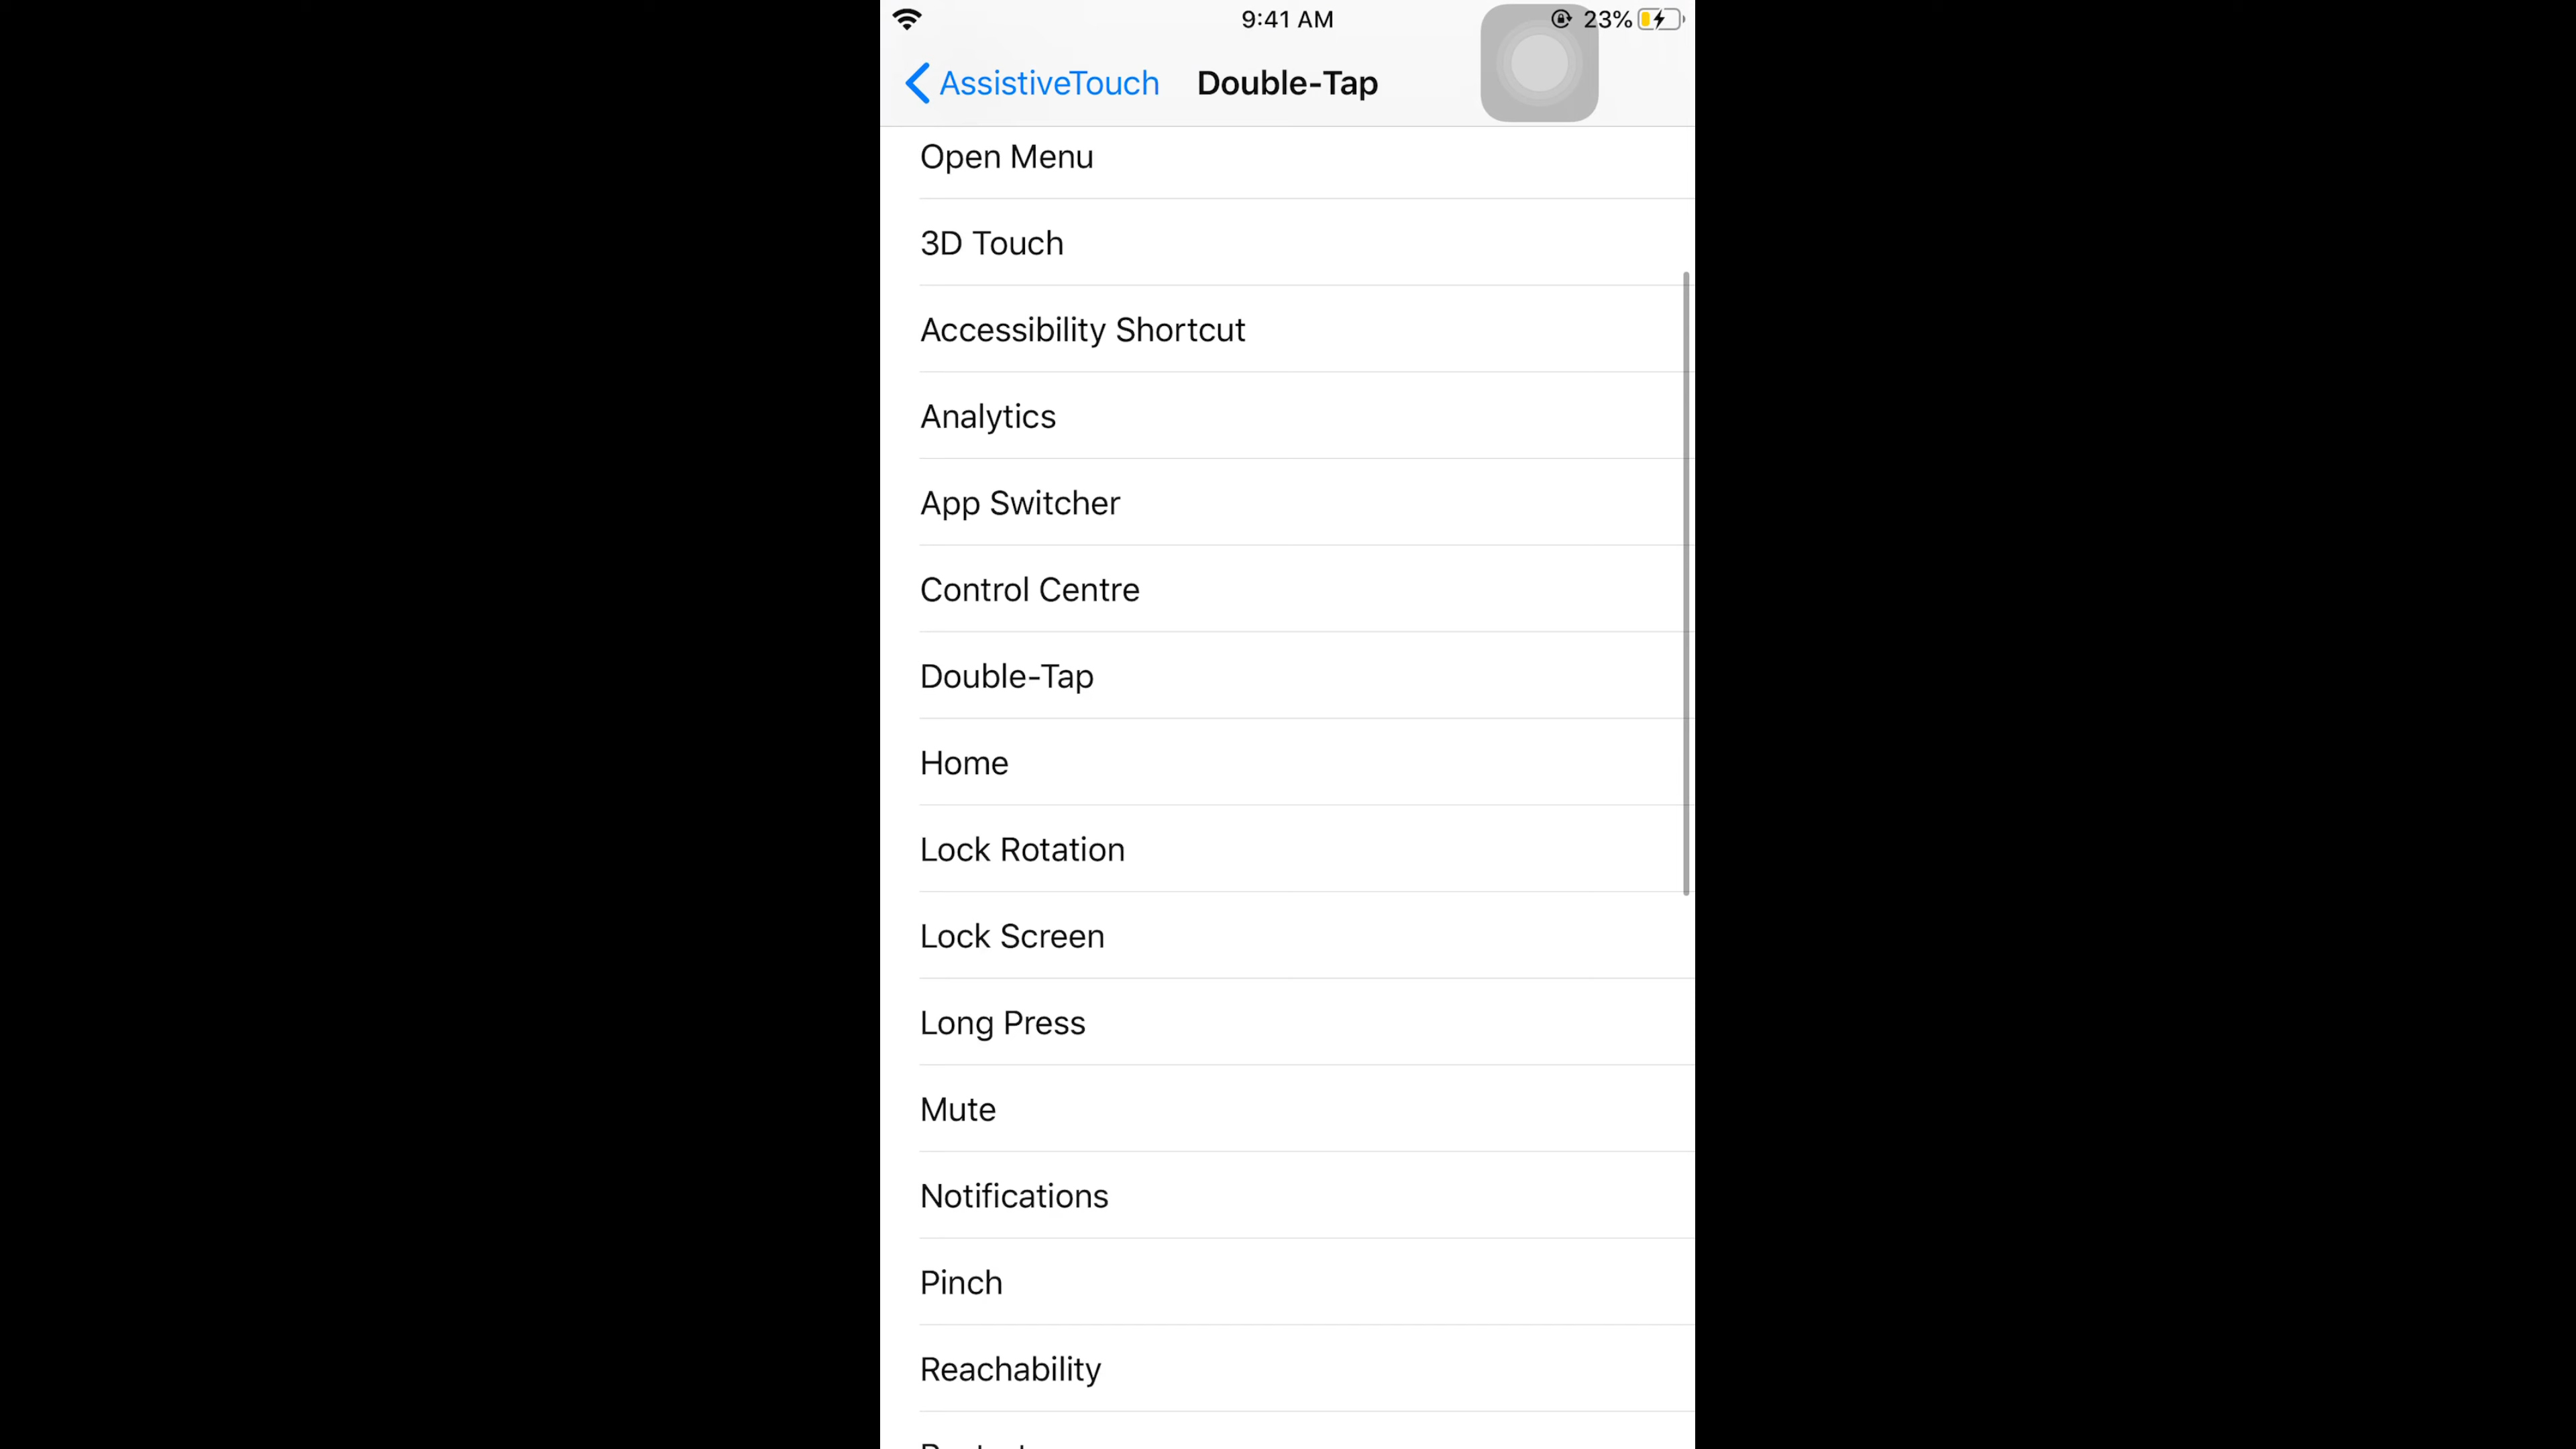 9:41 AM 23%
AssistiveTouch Double-Tap
Open Menu
3D Touch
Accessibility Shortcut
Analytics
App Switcher
Control Centre
Double-Tap
Home
Lock Rotation
Lock Screen
Long Press
Mute
Notifications
Pinch
Reachability